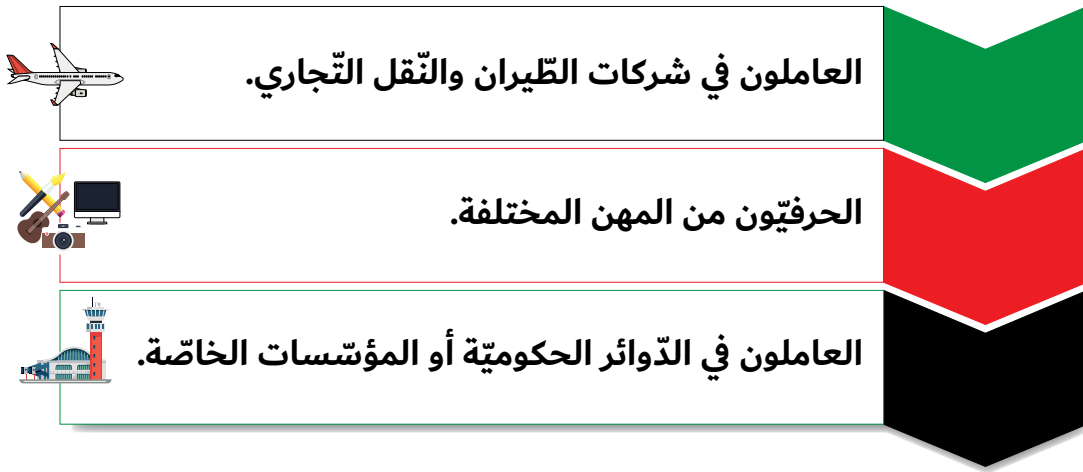 العاملون في شركات الطّيران والنّقل التّجاري.
الحرفيّون من المهن المختلفة.
العاملون في الدّوائر الحكوميّة أو المؤسّسات الخاصّة.